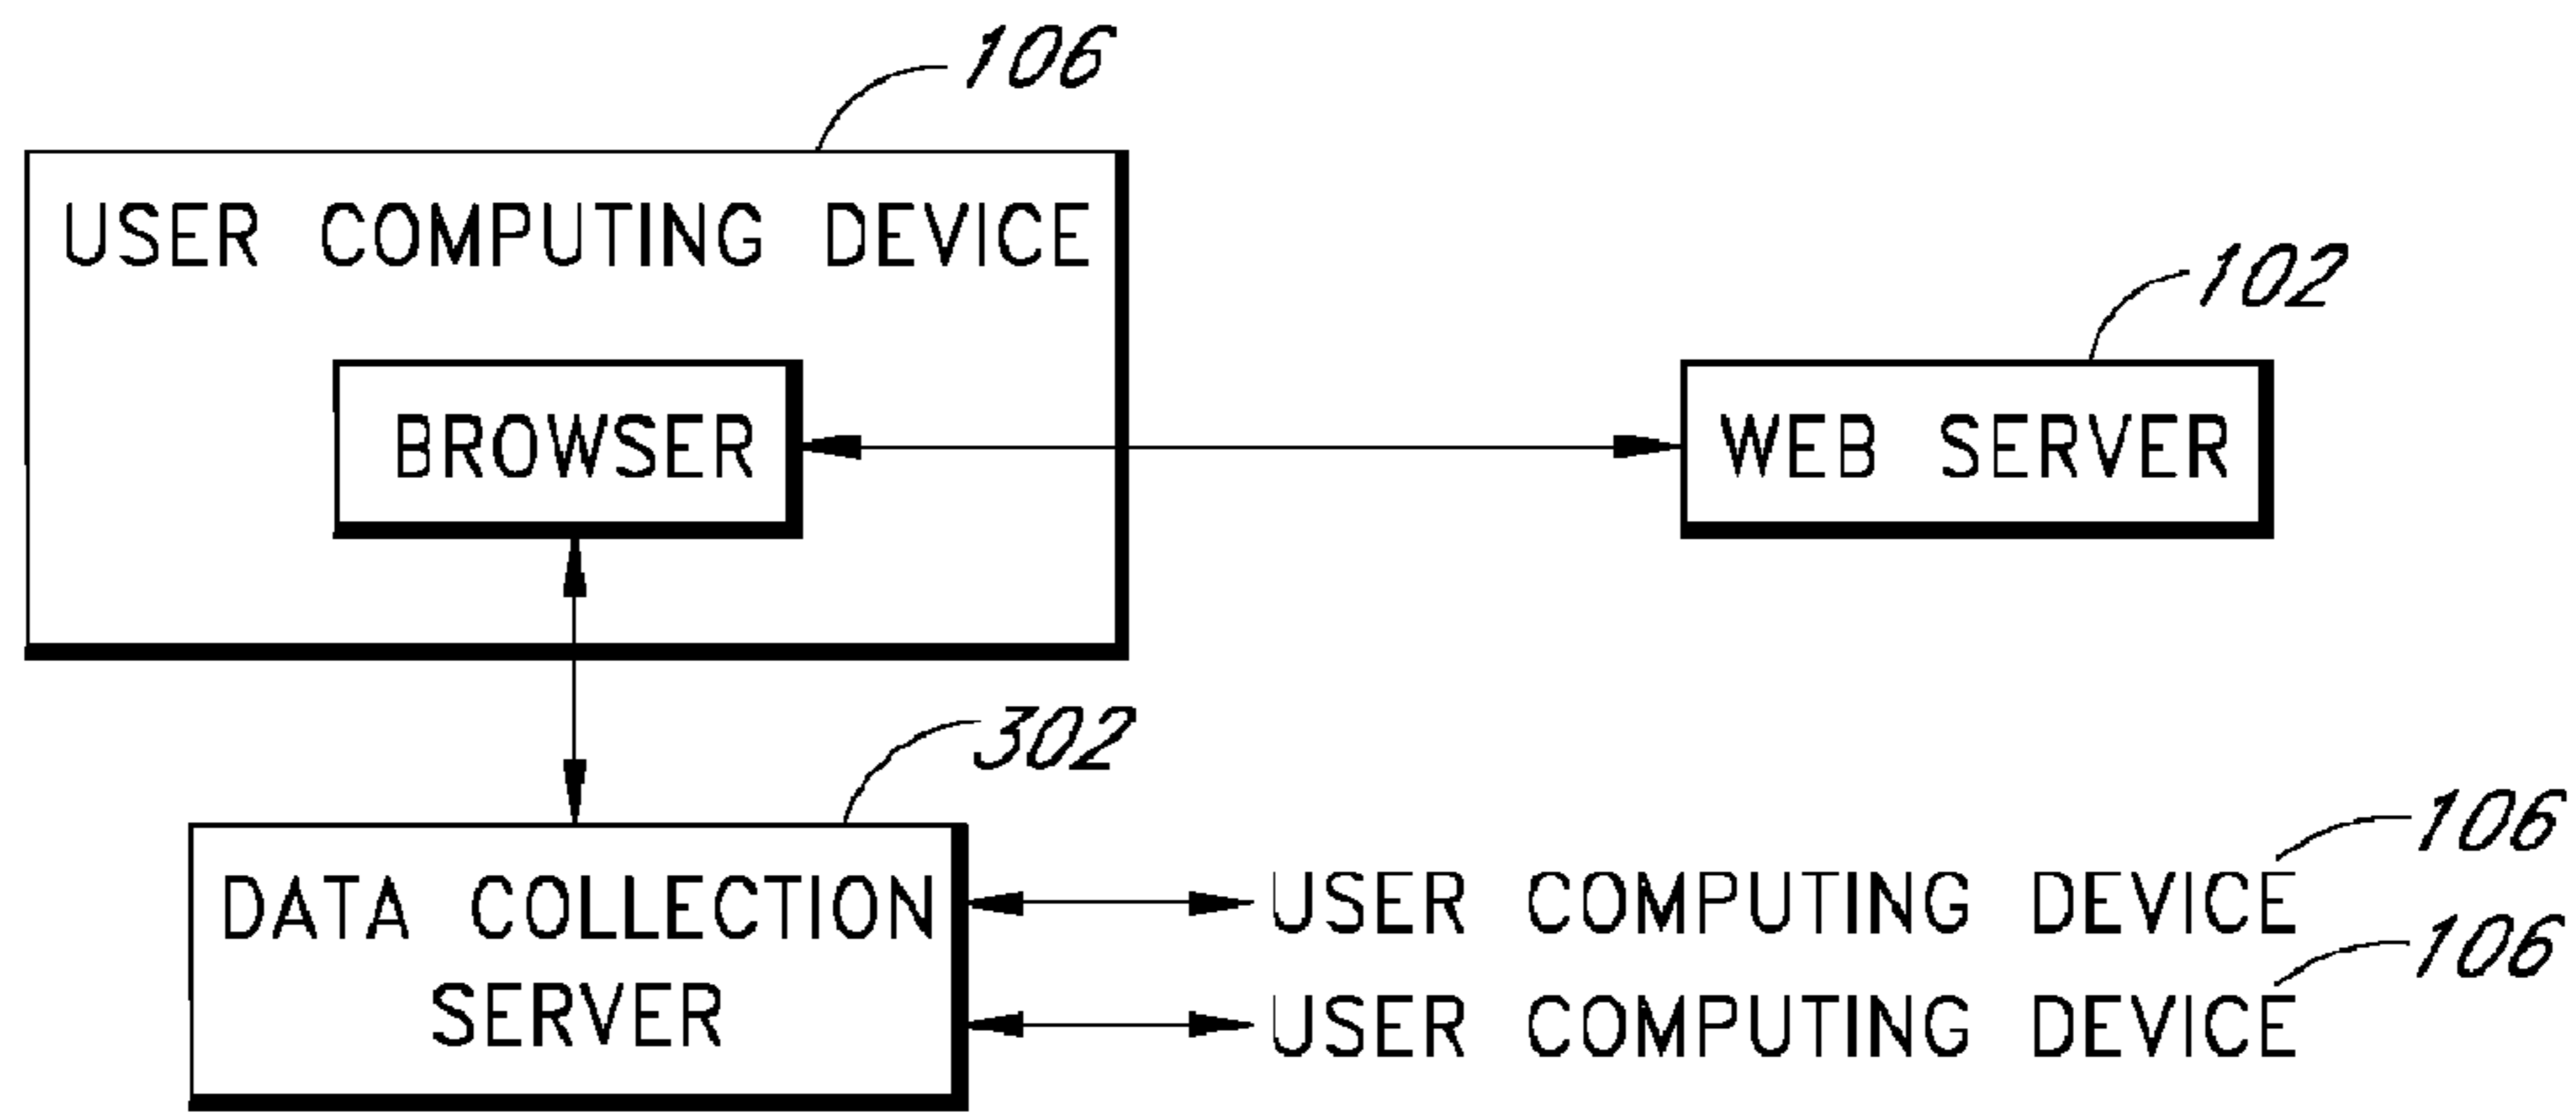 106
USER COMPUTING DEVICE
102
BROWSER
WEB SERVER
302
106
DATA COLLECTION
SERVER
USER COMPUTING DEVICE
106
USER COMPUTING DEVICE